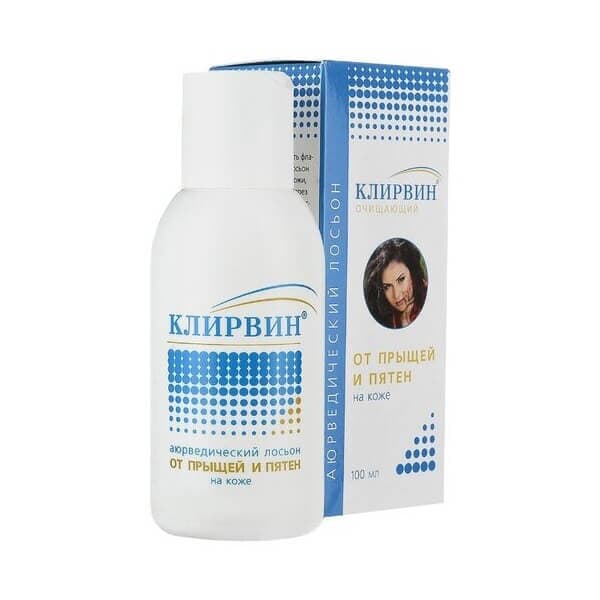 КЛИРВИН®
аюрведический лосьон
ОТ ПРЫЩЕЙ И ПЯТЕН
на коже
АЮРВЕДИЧЕСКИЙ ЛОСЬОН
КЛИРВИН®
ОЧИЩАЮЩИЙ
ОТ ПРЫЩЕЙ
И ПЯТЕН
на коже
100 мл